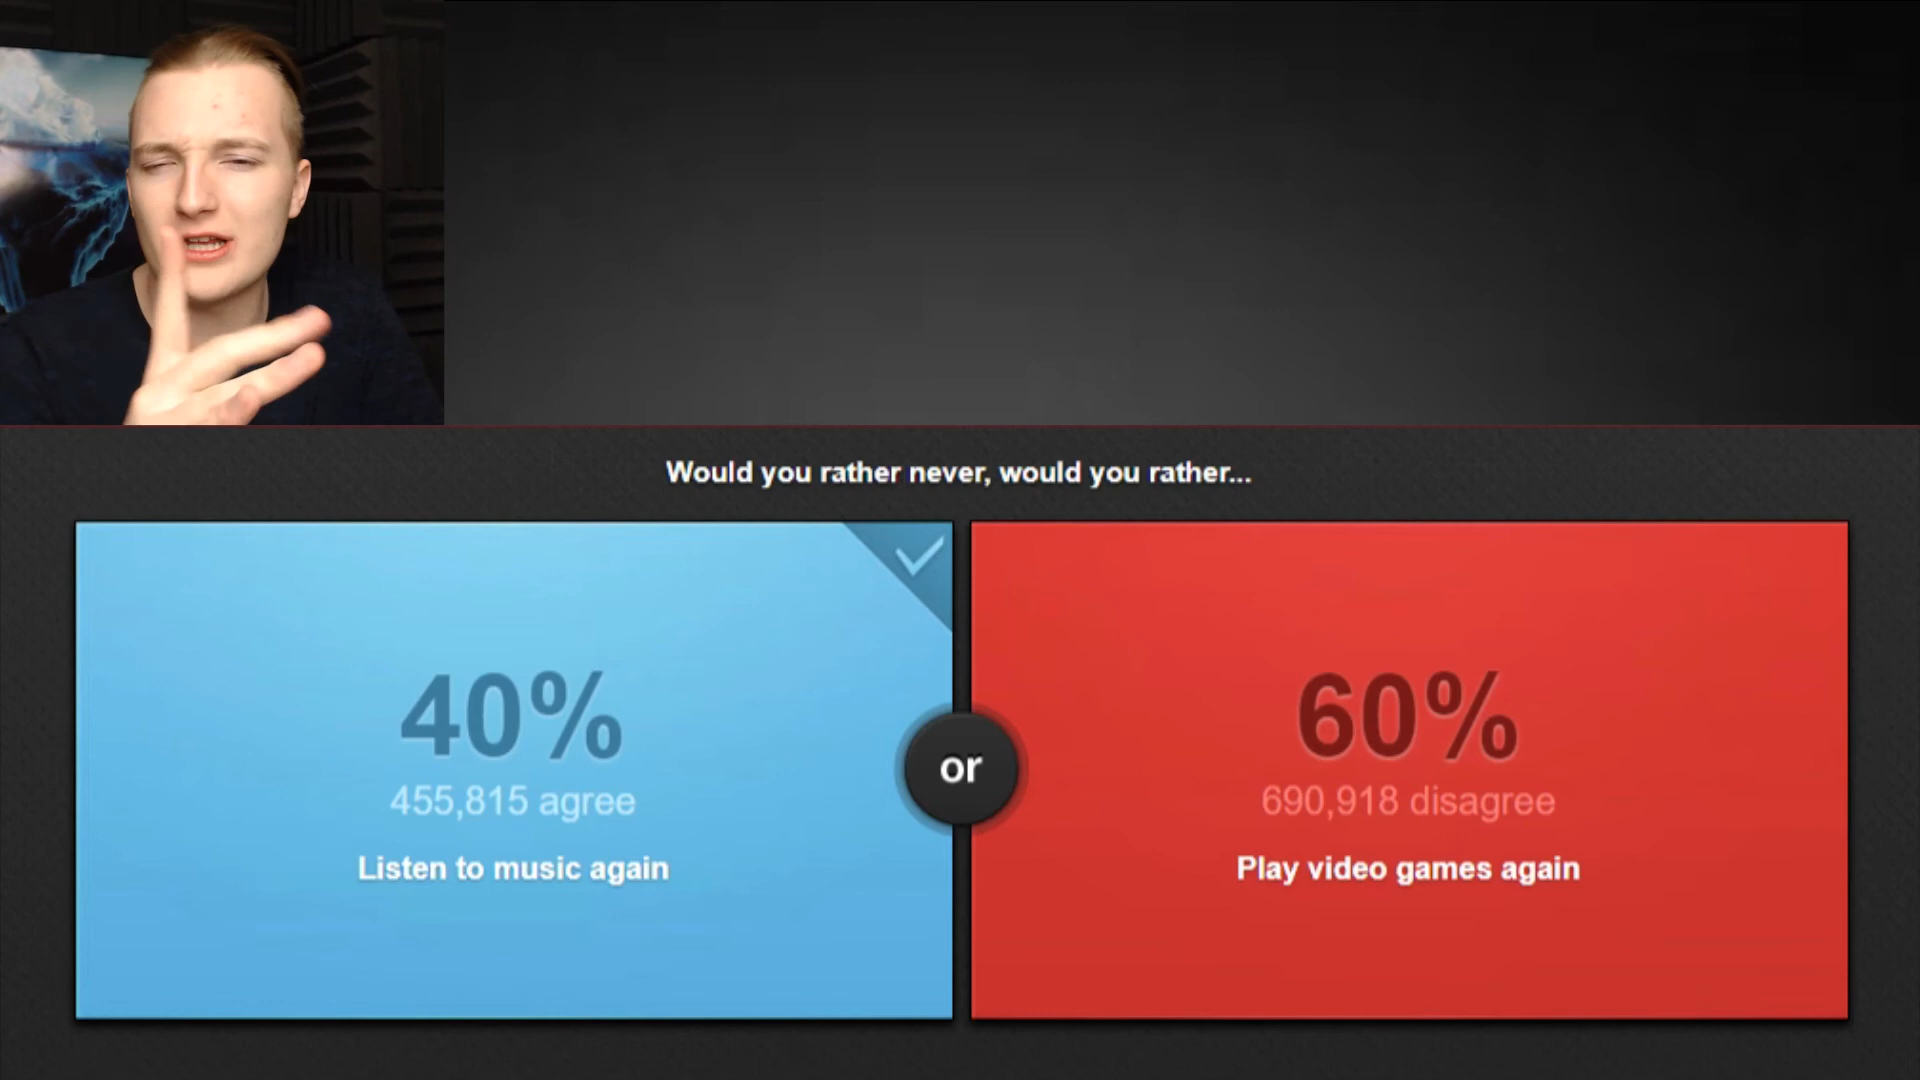 Would you rather never, would you rather...
40%
455,815 agree
Listen to music again
or
60%
690,918 disagree
Play video games again